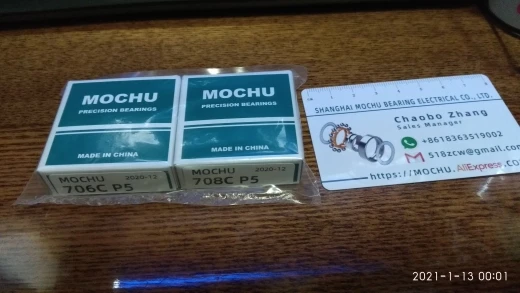 MOCHU
PRECISION BEARINGS
MADE IN CHINA
MOCHU 2020-12
706C P5
MOCHU
PRECISION BEARINGS
MADE IN CHINA
MOCHU 2020-12
708C P5
SHANGHAI MOCHU BEARING ELECTRICAL CO., LTD.
Chaobo Zhang
Sales Manager
+8618363519002
518zcw@gmail.com
https://MOCHU.AliExpress.CO
2021-1-13 00:01